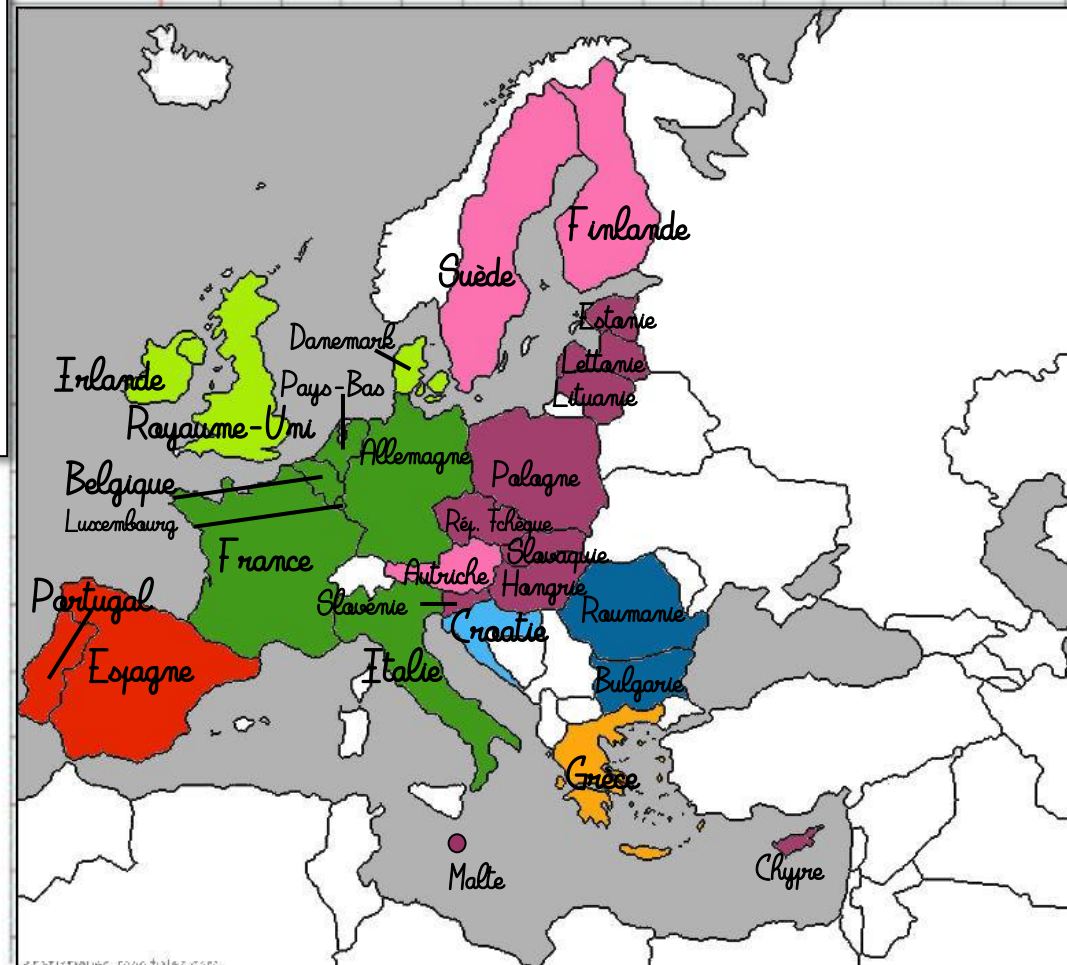 Finlande
Suède
Estonie
Danemark
Lettonie
Irlande
Pays-Bas
Lituanie
Royaume-Uni
Allemagne
Belgique
Pologne
Luxembourg
Rép. Tchèque
France
Slovaquie
Autriche
Hongrie
Portugal
Slovénie
Roumanie
Croatie
Espagne
Italie
Bulgarie
Grèce
Malte
Chypre